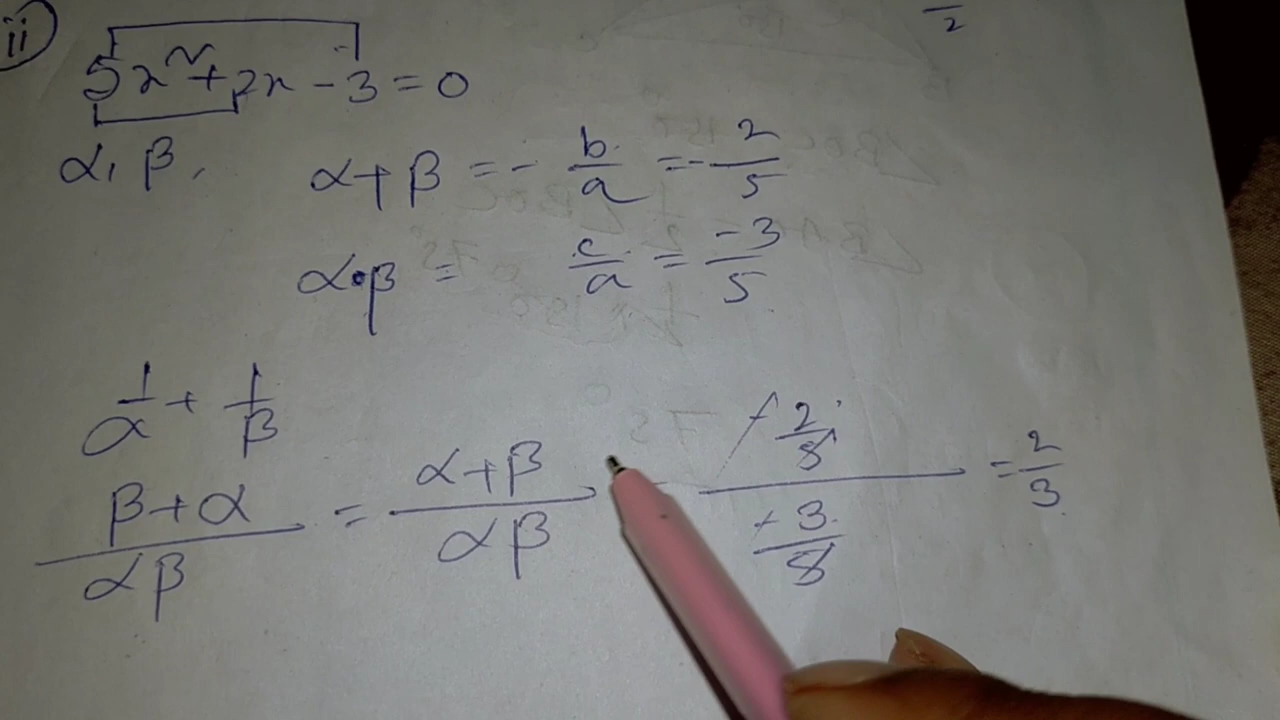 ii
5x² + 2x - 3 = 0
α, β,
α + β = - b/a = - 2/5
α·β = c/a = -3/5
1/α + 1/β
(β + α)/(αβ) = (α + β)/(αβ) = (-2/5)/(-3/5) = 2/3